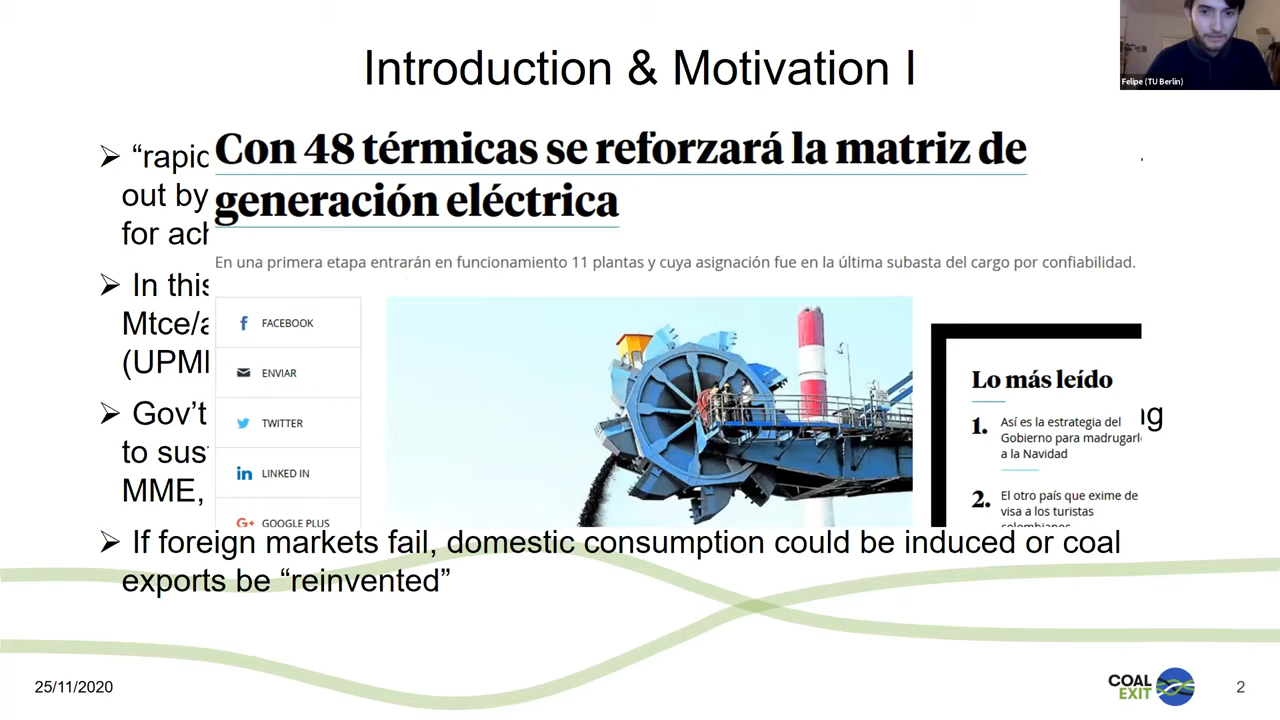 Introduction & Motivation I
Felipe (TU Berlin)
➢ “rapid
out by
for ach
➢ In this
Mtce/a
(UPME
➢ Gov’t
to sus
MME,
ng
Con 48 térmicas se reforzará la matriz de
generación eléctrica
En una primera etapa entrarán en funcionamiento 11 plantas y cuya asignación fue en la última subasta del cargo por confiabilidad.
FACEBOOK
ENVIAR
TWITTER
LINKED IN
GOOGLE PLUS
Lo más leído
1. Así es la estrategia del
Gobierno para madrugarle
a la Navidad
2. El otro país que exime de
visa a los turistas
colombianos
➢ If foreign markets fail, domestic consumption could be induced or coal
exports be “reinvented”
25/11/2020
COAL
EXIT
2